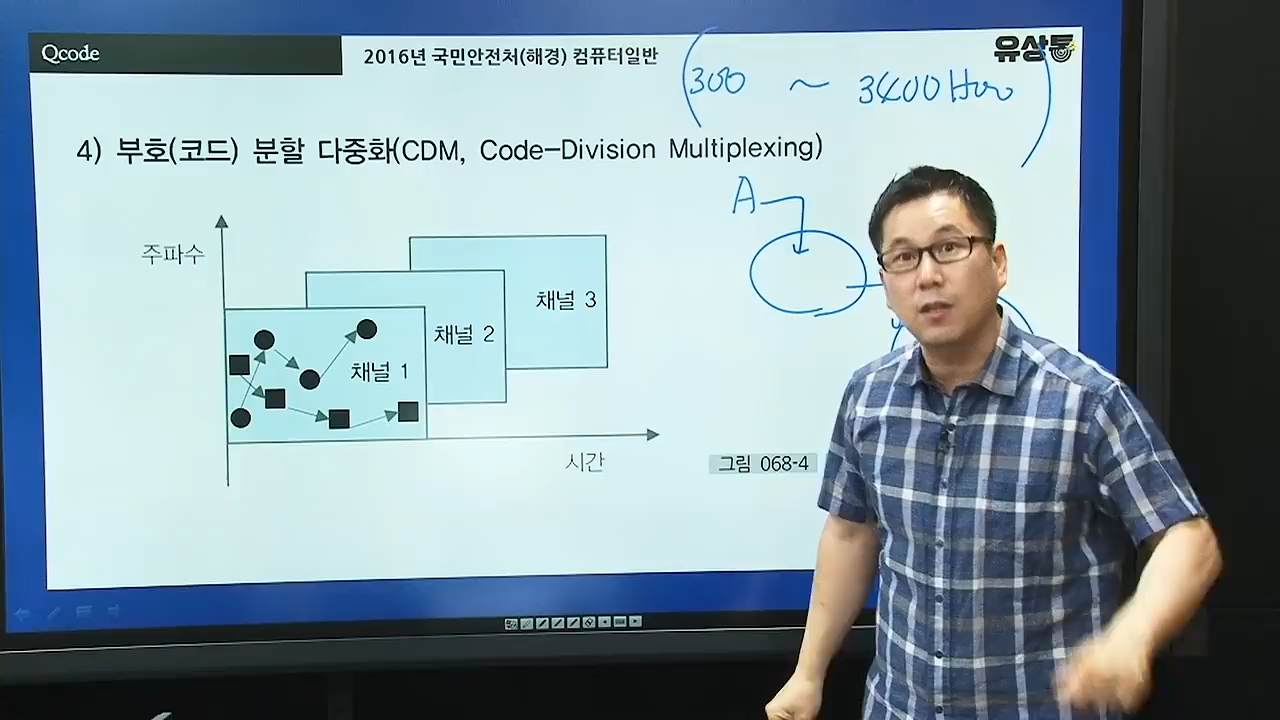 Qcode
2016년 국민안전처(해경) 컴퓨터일반
유상통
300 ~ 3400Hz
4) 부호(코드) 분할 다중화(CDM, Code-Division Multiplexing)
A
주파수
채널 3
채널 2
채널 1
시간
그림 068-4